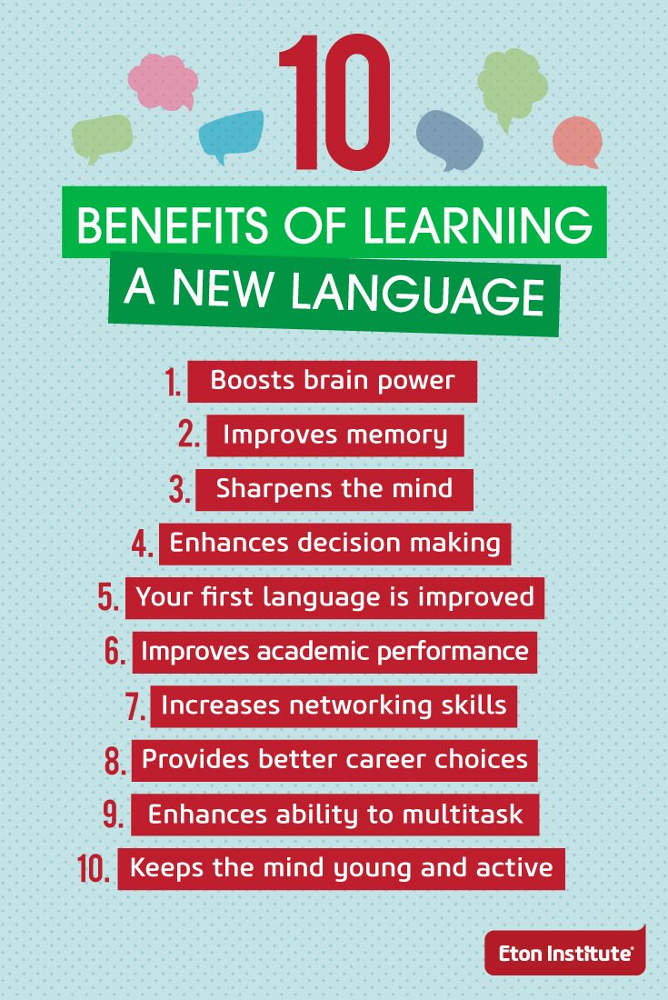 10
BENEFITS OF LEARNING
A NEW LANGUAGE
1. Boosts brain power
2. Improves memory
3. Sharpens the mind
4. Enhances decision making
5. Your first language is improved
6. Improves academic performance
7. Increases networking skills
8. Provides better career choices
9. Enhances ability to multitask
10. Keeps the mind young and active
Eton Institute®